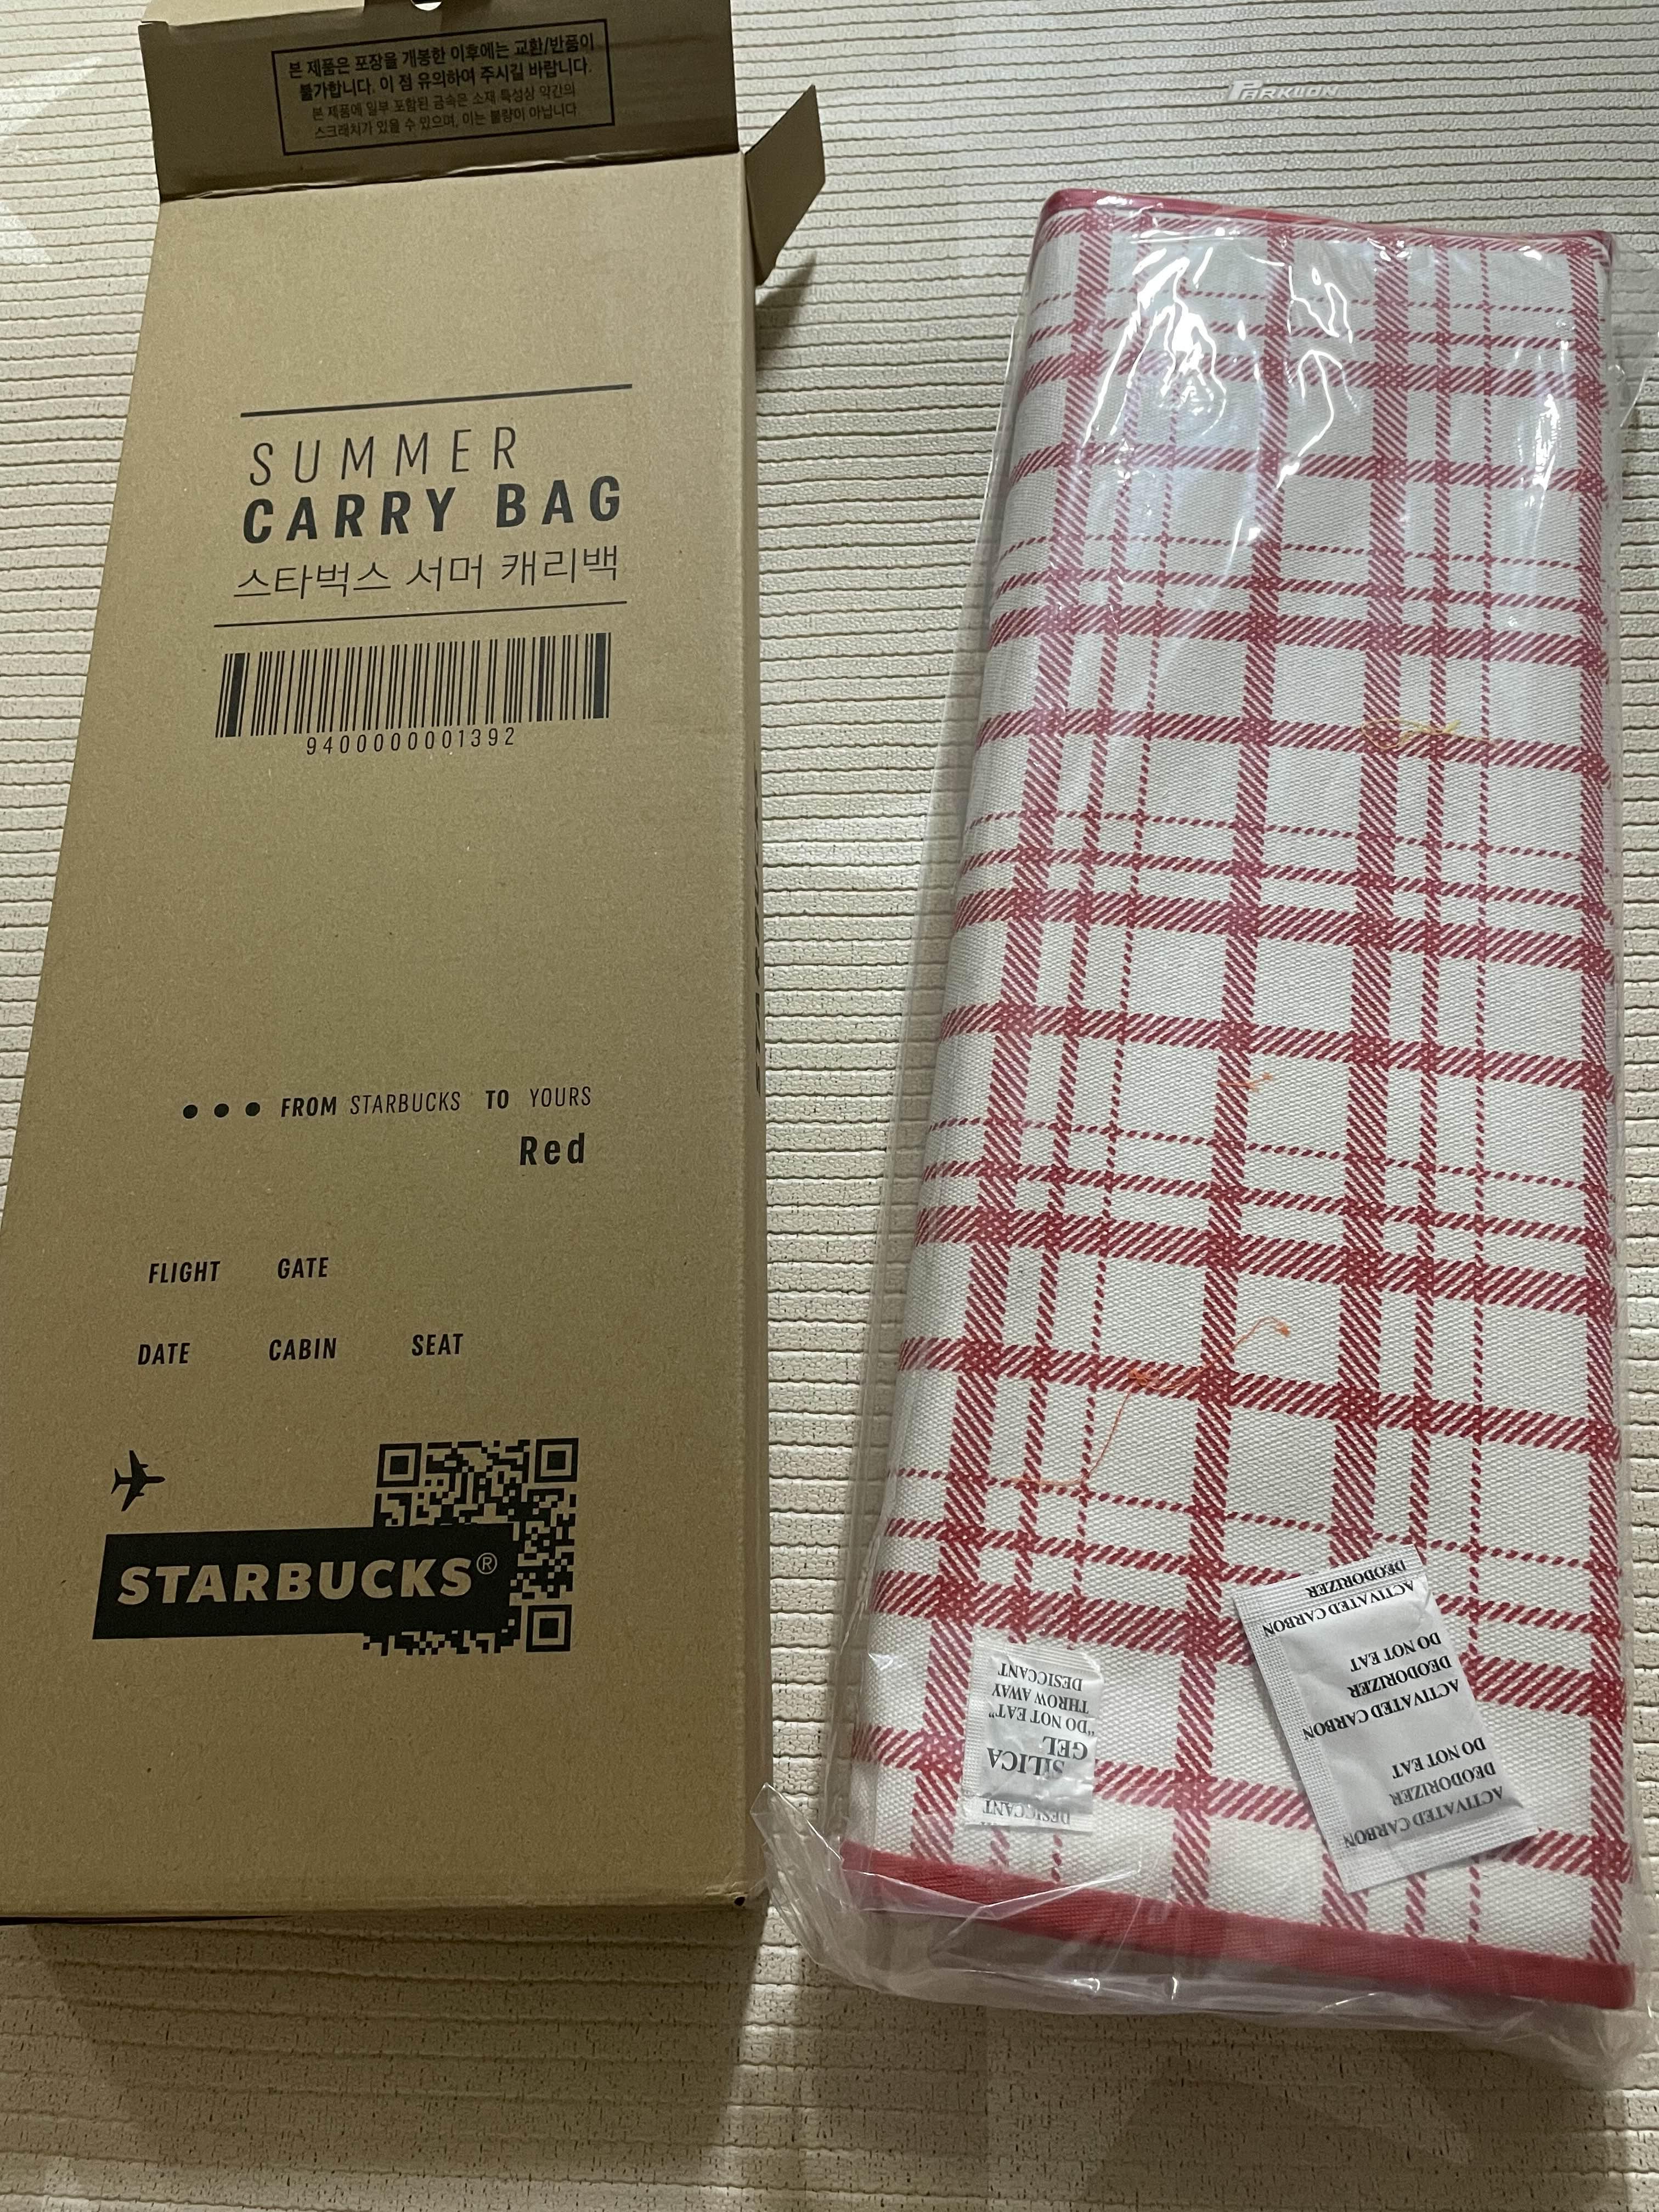 본 제품은 포장을 개봉한 이후에는 교환/반품이
불가합니다. 이 점 유의하여 주시길 바랍니다.
본 제품에 일부 포함된 금속은 소재 특성상 약간의
스크래치가 있을 수 있으며, 이는 불량이 아닙니다
PARKLON
SUMMER
CARRY BAG
스타벅스 서머 캐리백
9400000001392
FROM STARBUCKS TO YOURS
Red
FLIGHT GATE
DATE CABIN SEAT
STARBUCKS®
DESICCANT
SILICA
GEL
"DO NOT EAT"
THROW AWAY
DESICCANT
ACTIVATED CARBON
DEODORIZER
DO NOT EAT
ACTIVATED CARBON
DEODORIZER
DO NOT EAT
ACTIVATED CARBON
DEODORIZER